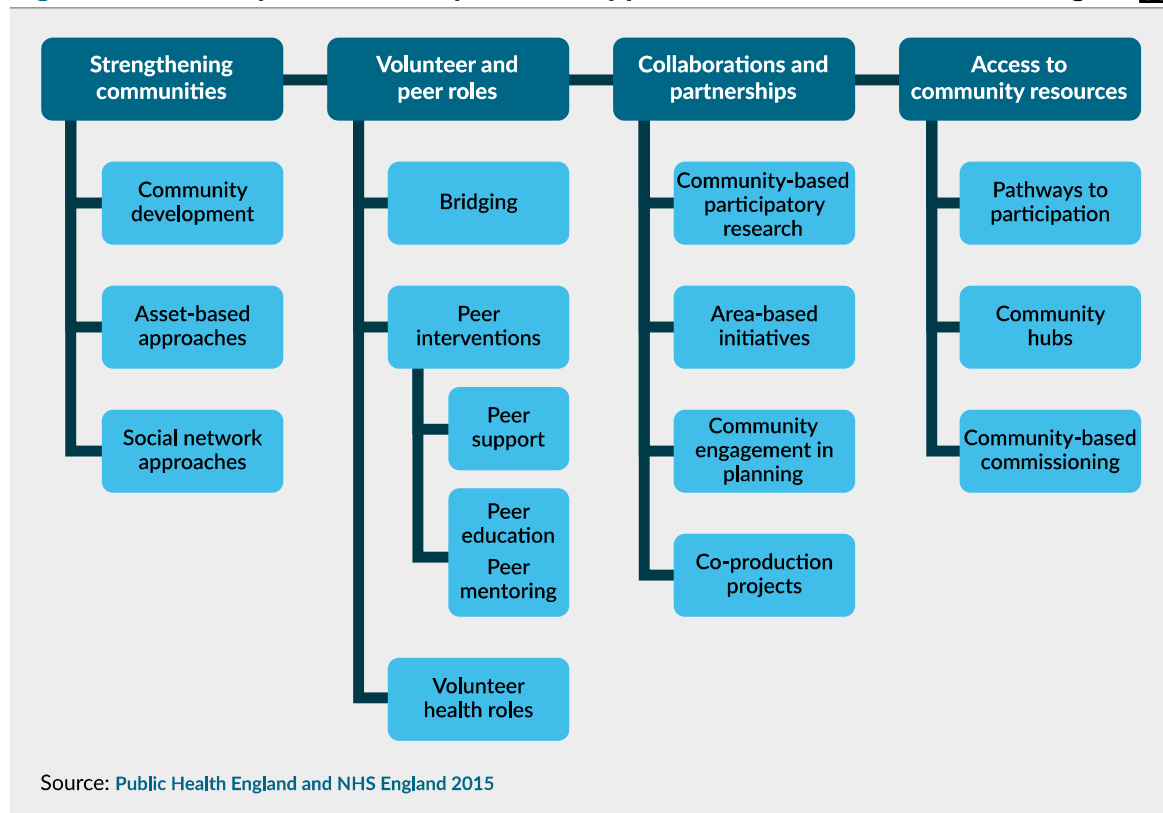 Strengthening
communities
Volunteer and
peer roles
Collaborations and
partnerships
Access to
community resources
Community
development
Asset-based
approaches
Social network
approaches
Bridging
Peer
interventions
Peer
support
Peer
education
Peer
mentoring
Volunteer
health roles
Community-based
participatory
research
Area-based
initiatives
Community
engagement in
planning
Co-production
projects
Pathways to
participation
Community
hubs
Community-based
commissioning
Source: Public Health England and NHS England 2015